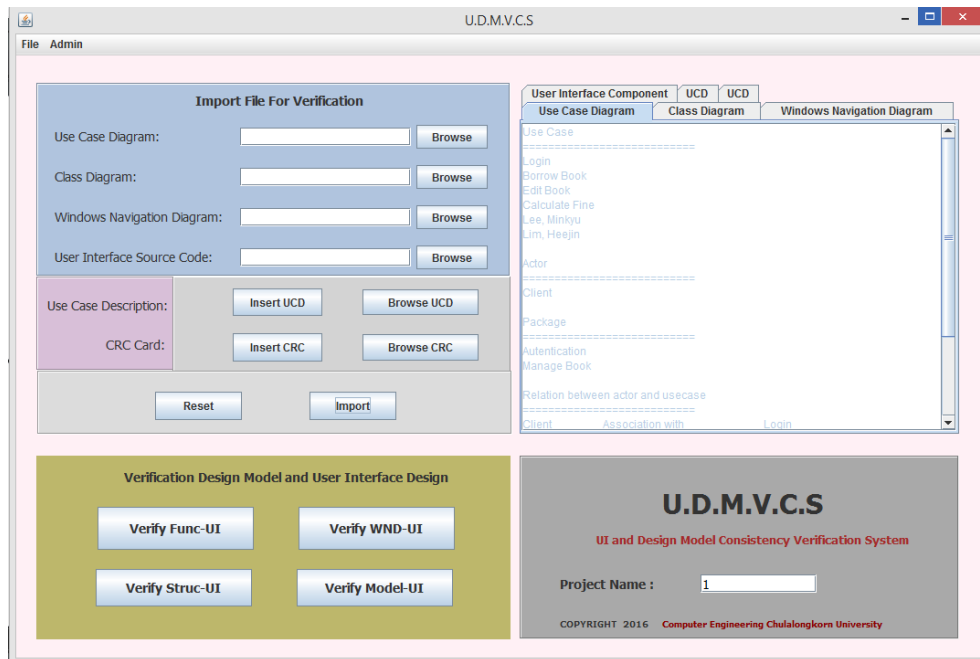 U.D.M.V.C.S
File Admin
Import File For Verification
Use Case Diagram: Browse
Class Diagram: Browse
Windows Navigation Diagram: Browse
User Interface Source Code: Browse
Use Case Description: Insert UCD Browse UCD
CRC Card: Insert CRC Browse CRC
Reset Import
User Interface Component UCD UCD
Use Case Diagram Class Diagram Windows Navigation Diagram
Use Case
==========================
Login
Borrow Book
Edit Book
Calculate Fine
Lee, Minkyu
Lim, Heejin
Actor
==========================
Client
Package
==========================
Autentication
Manage Book
Relation between actor and usecase
==========================
Client Association with Login
Verification Design Model and User Interface Design
Verify Func-UI Verify WND-UI
Verify Struc-UI Verify Model-UI
U.D.M.V.C.S
UI and Design Model Consistency Verification System
Project Name : 1
COPYRIGHT 2016 Computer Engineering Chulalongkorn University